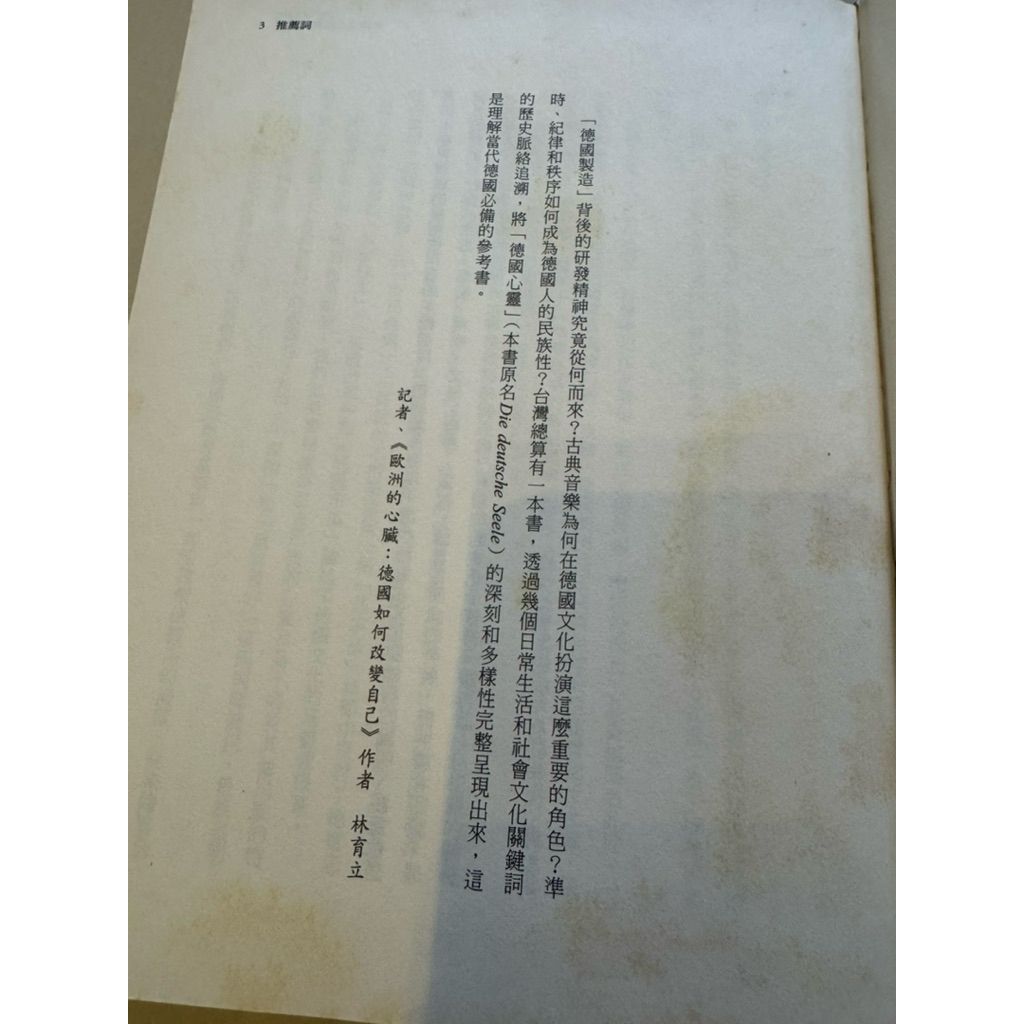 3 推薦詞
「德國製造」背後的研發精神究竟從何而來？古典音樂為何在德國文化扮演這麼重要的角色？準
時、紀律和秩序如何成為德國人的民族性？台灣總算有一本書，透過幾個日常生活和社會文化關鍵詞
的歷史脈絡追溯，將「德國心靈」（本書原名Die deutsche Seele）的深刻和多樣性完整呈現出來，這
是理解當代德國必備的參考書。
記者、《歐洲的心臟：德國如何改變自己》作者 林育立